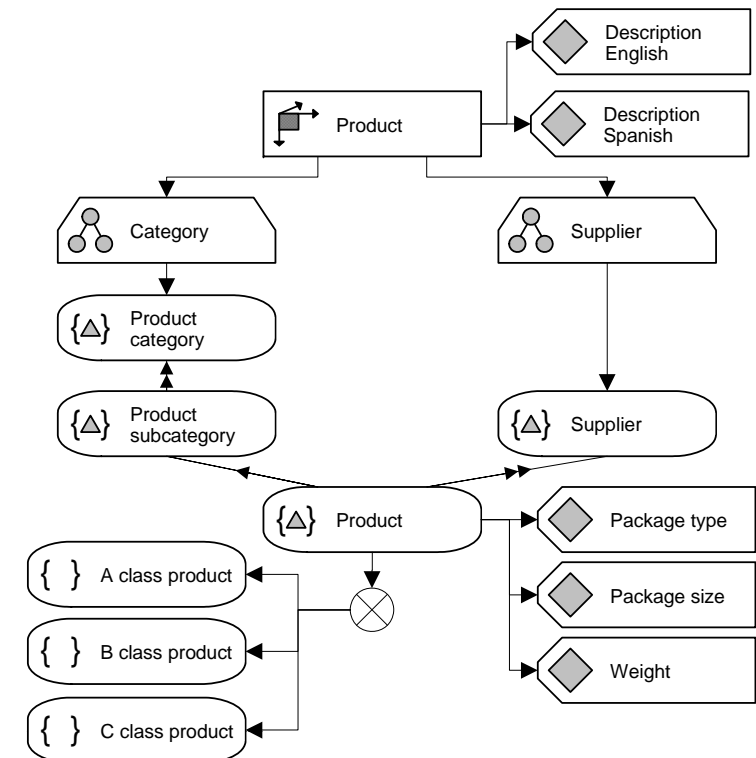 Description
English
Product
Description
Spanish
Category
Supplier
{ } Product
category
{ } Product
subcategory
{ } Supplier
{ } Product
Package type
{ } A class product
Package size
{ } B class product
Weight
{ } C class product